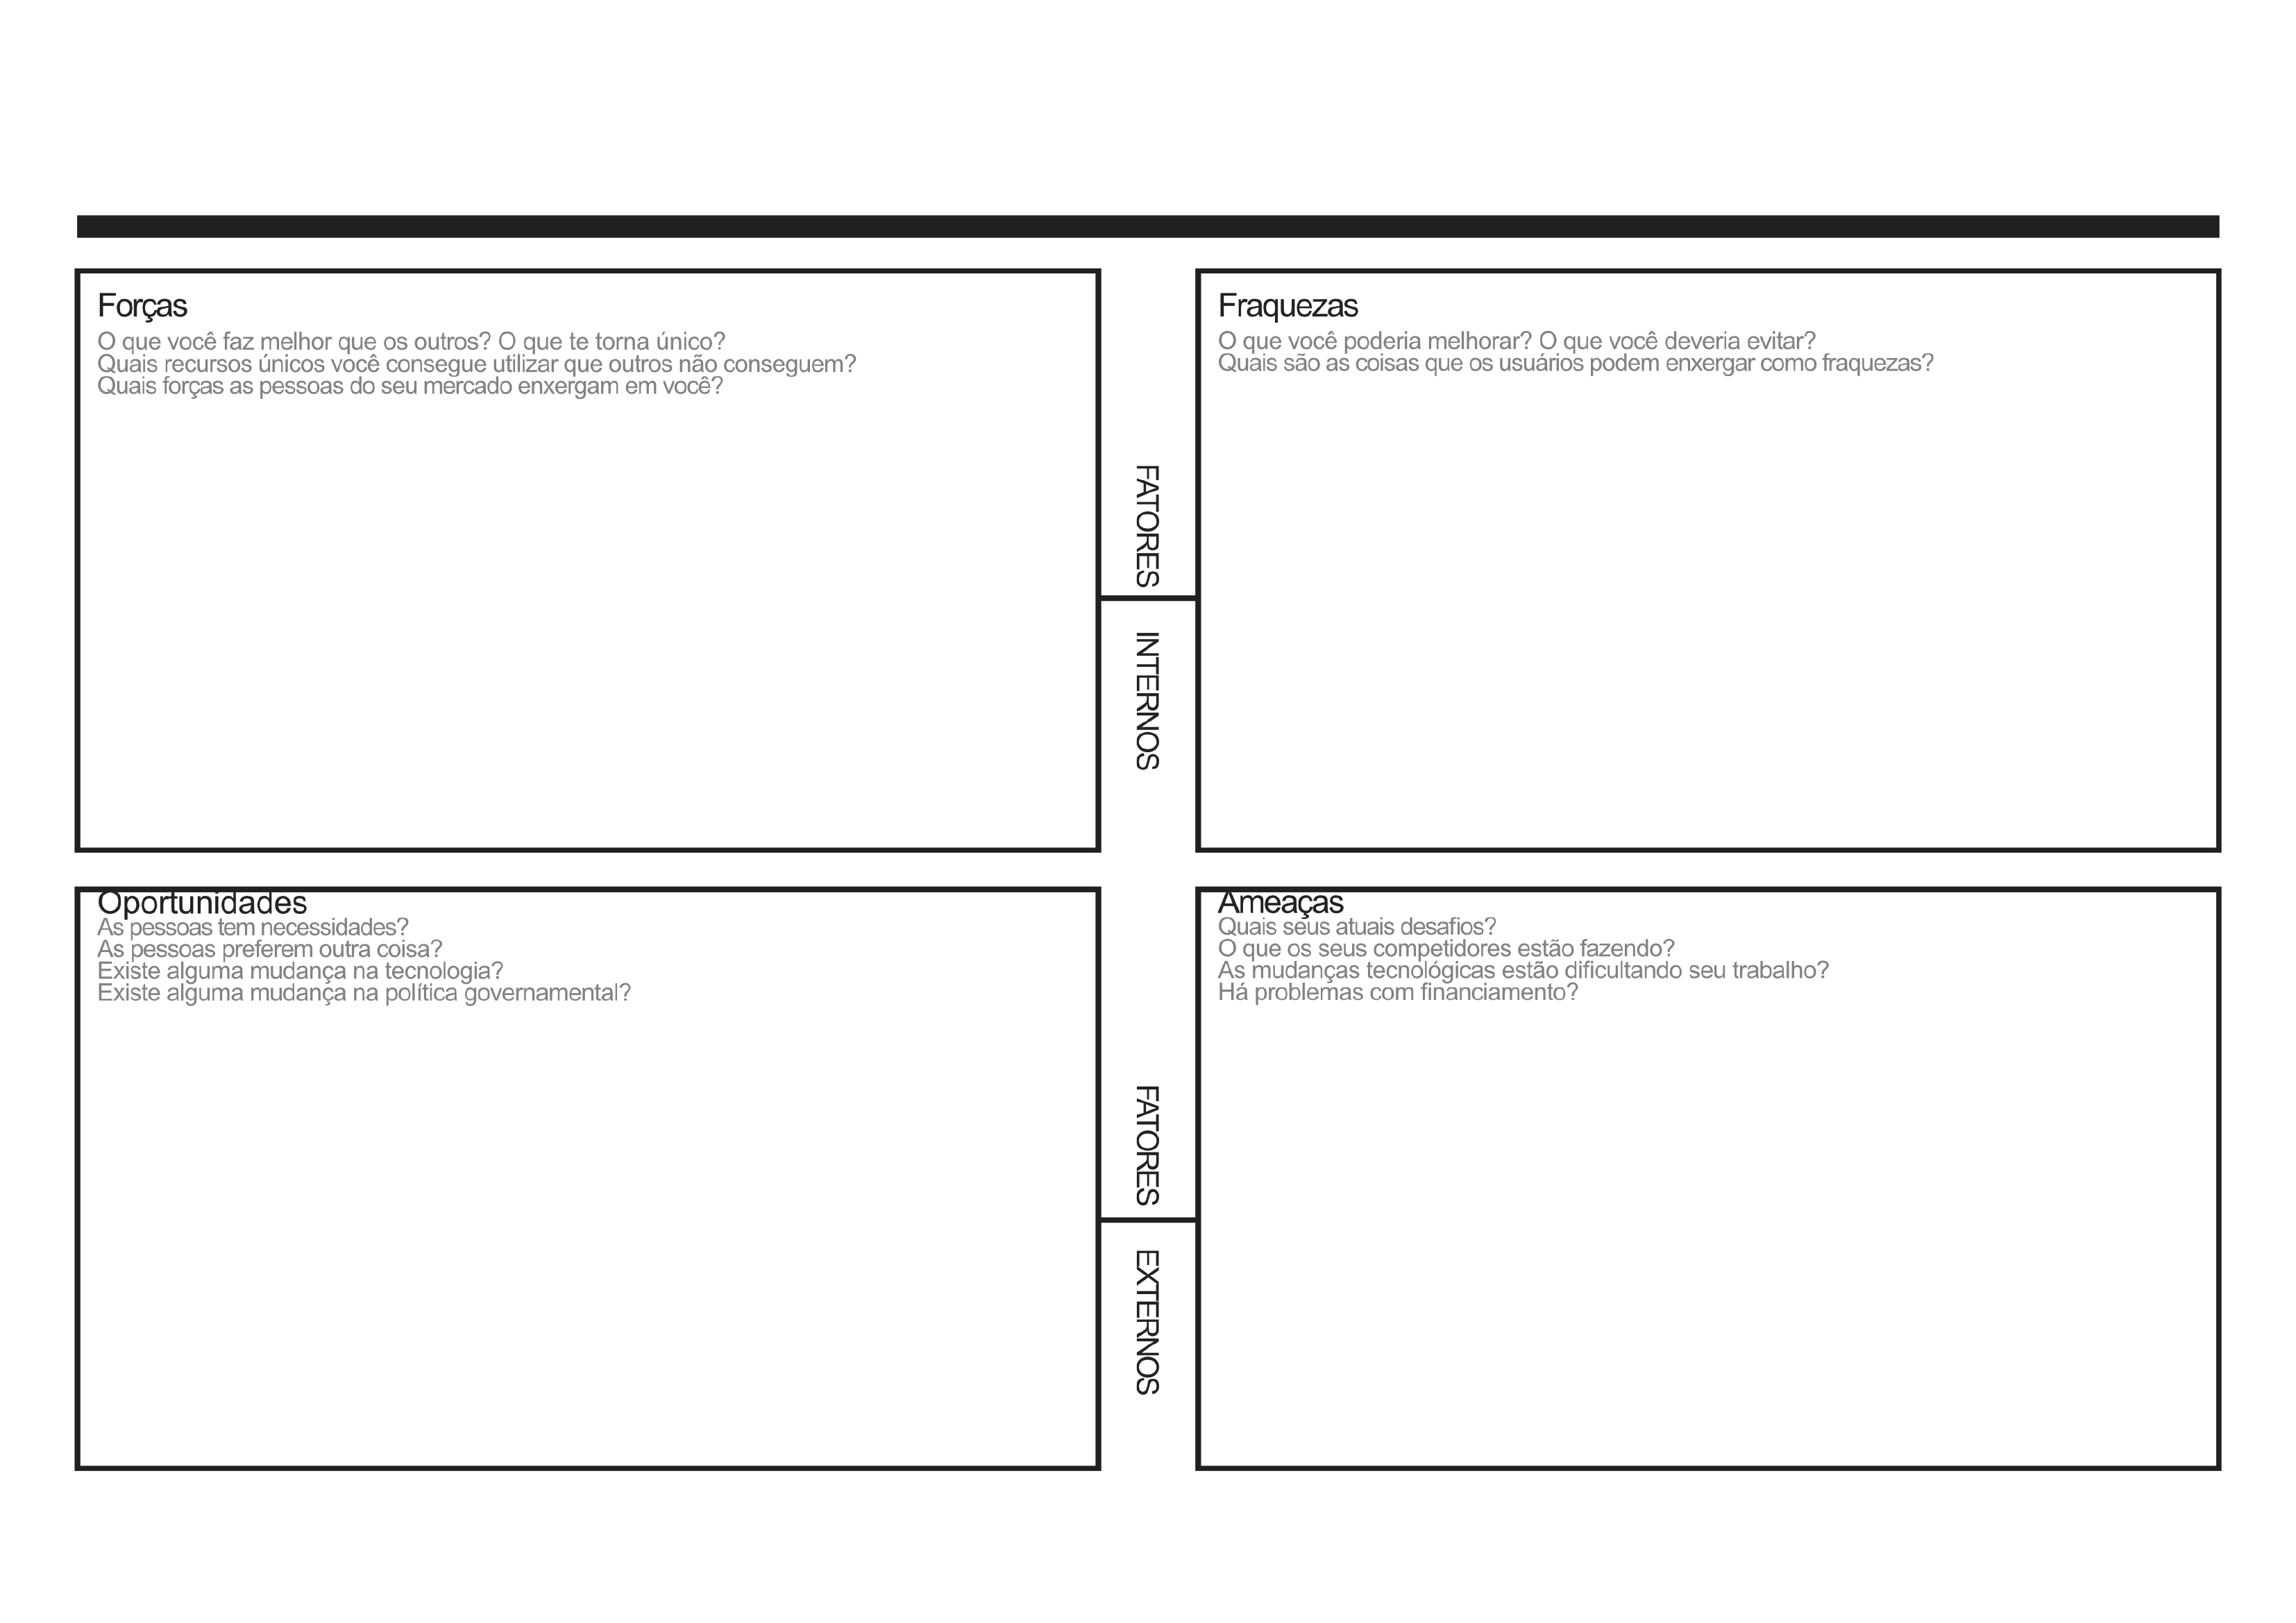 Forças
O que você faz melhor que os outros? O que te torna único?
Quais recursos únicos você consegue utilizar que outros não conseguem?
Quais forças as pessoas do seu mercado enxergam em você?
FATORES
INTERNOS
Fraquezas
O que você poderia melhorar? O que você deveria evitar?
Quais são as coisas que os usuários podem enxergar como fraquezas?
Oportunidades
As pessoas tem necessidades?
As pessoas preferem outra coisa?
Existe alguma mudança na tecnologia?
Existe alguma mudança na política governamental?
FATORES
EXTERNOS
Ameaças
Quais seus atuais desafios?
O que os seus competidores estão fazendo?
As mudanças tecnológicas estão dificultando seu trabalho?
Há problemas com financiamento?